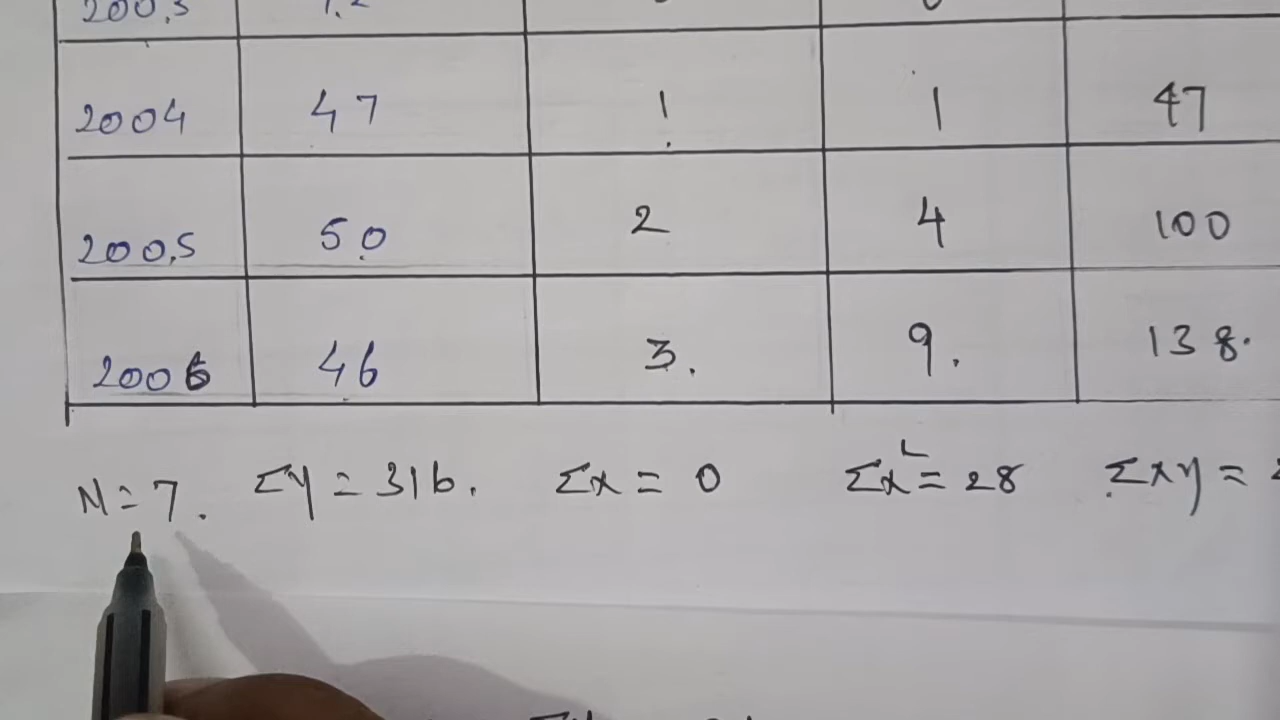 2004 47 1 1 47
2005 50 2 4 100
2006 46 3. 9. 138.
N=7. Σy = 316. Σx = 0 Σx² = 28 Σxy =